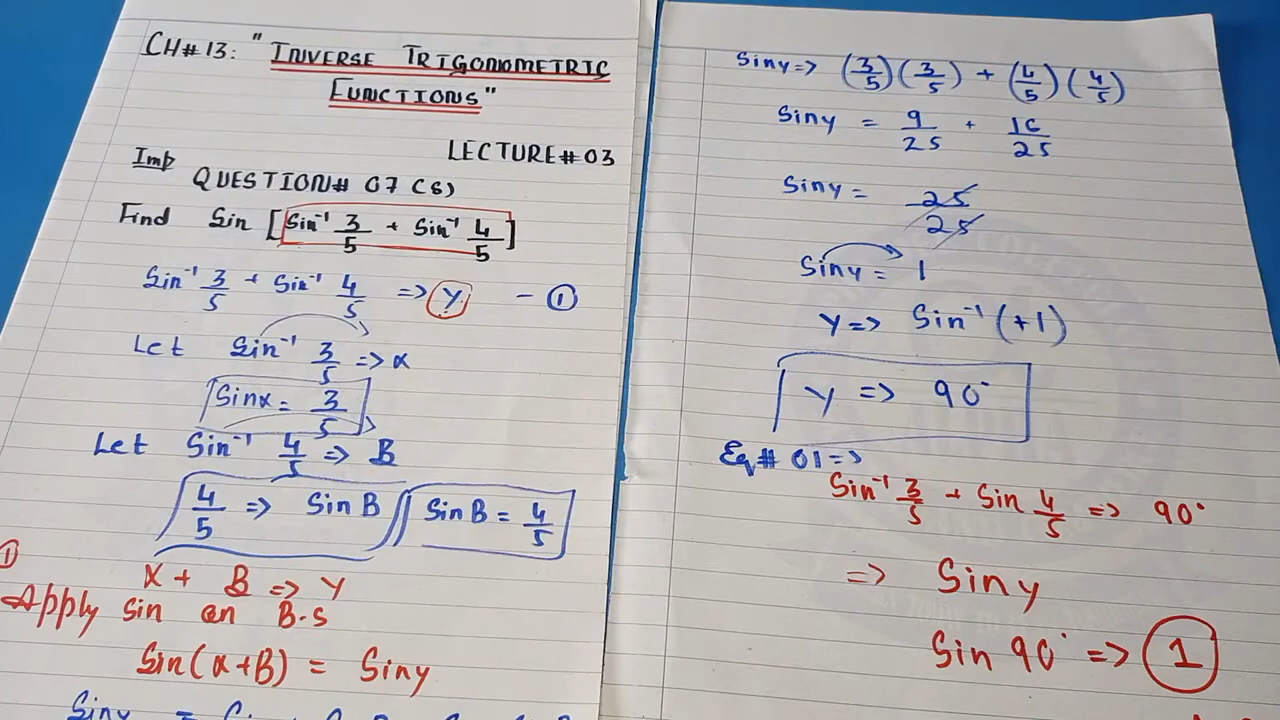 CH# 13: " INVERSE TRIGONOMETRIC
FUNCTIONS"
LECTURE# 03
Imp
QUESTION# 07 (8)
Find Sin [Sin⁻¹ 3/5 + Sin⁻¹ 4/5]
Sin⁻¹ 3/5 + Sin⁻¹ 4/5 => y. - ①
Let Sin⁻¹ 3/5 => α
Sinα = 3/5
Let Sin⁻¹ 4/5 => B
4/5 => Sin B // Sin B = 4/5
①
α + B => y
Apply sin on B.s
Sin(α+B) = Siny
Siny =
Siny => (3/5)(3/5) + (4/5)(4/5)
Siny = 9/25 + 16/25
Siny = 25/25
Siny = 1
y => Sin⁻¹ (+1)
y => 90°
Eq# 01 =>
Sin⁻¹ 3/5 + Sin 4/5 => 90°
=> Siny
Sin 90° => 1